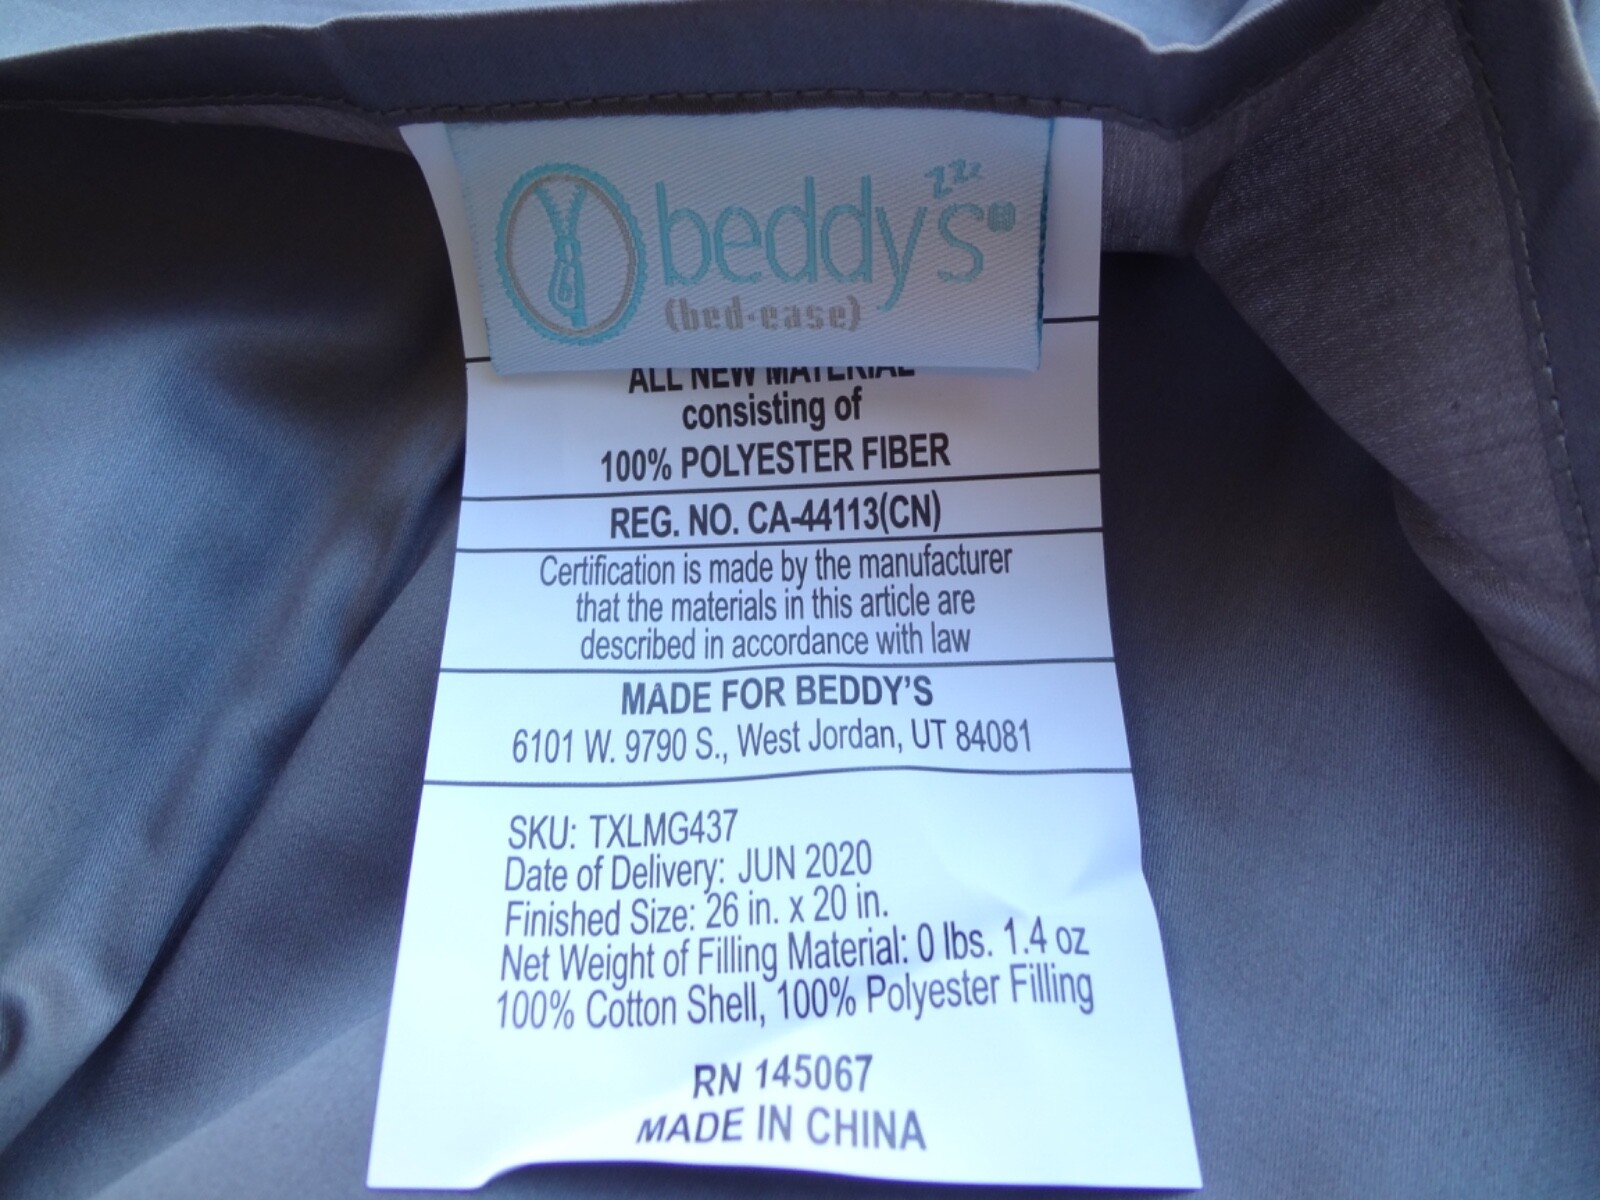 zzz
beddy's®
(bed•ease)
ALL NEW MATERIAL
consisting of
100% POLYESTER FIBER
REG. NO. CA-44113(CN)
Certification is made by the manufacturer
that the materials in this article are
described in accordance with law
MADE FOR BEDDY'S
6101 W. 9790 S., West Jordan, UT 84081
SKU: TXLMG437
Date of Delivery: JUN 2020
Finished Size: 26 in. x 20 in.
Net Weight of Filling Material: 0 lbs. 1.4 oz
100% Cotton Shell, 100% Polyester Filling
RN 145067
MADE IN CHINA